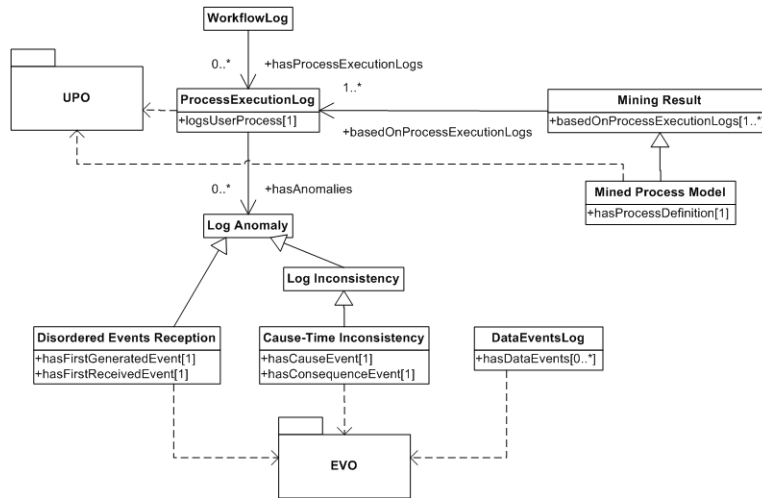 WorkflowLog
0..*
+hasProcessExecutionLogs
UPO
ProcessExecutionLog
+logsUserProcess[1]
1..*
+basedOnProcessExecutionLogs
Mining Result
+basedOnProcessExecutionLogs[1..*]
Mined Process Model
+hasProcessDefinition[1]
0..*
+hasAnomalies
Log Anomaly
Log Inconsistency
Disordered Events Reception
+hasFirstGeneratedEvent[1]
+hasFirstReceivedEvent[1]
Cause-Time Inconsistency
+hasCauseEvent[1]
+hasConsequenceEvent[1]
DataEventsLog
+hasDataEvents[0..*]
EVO